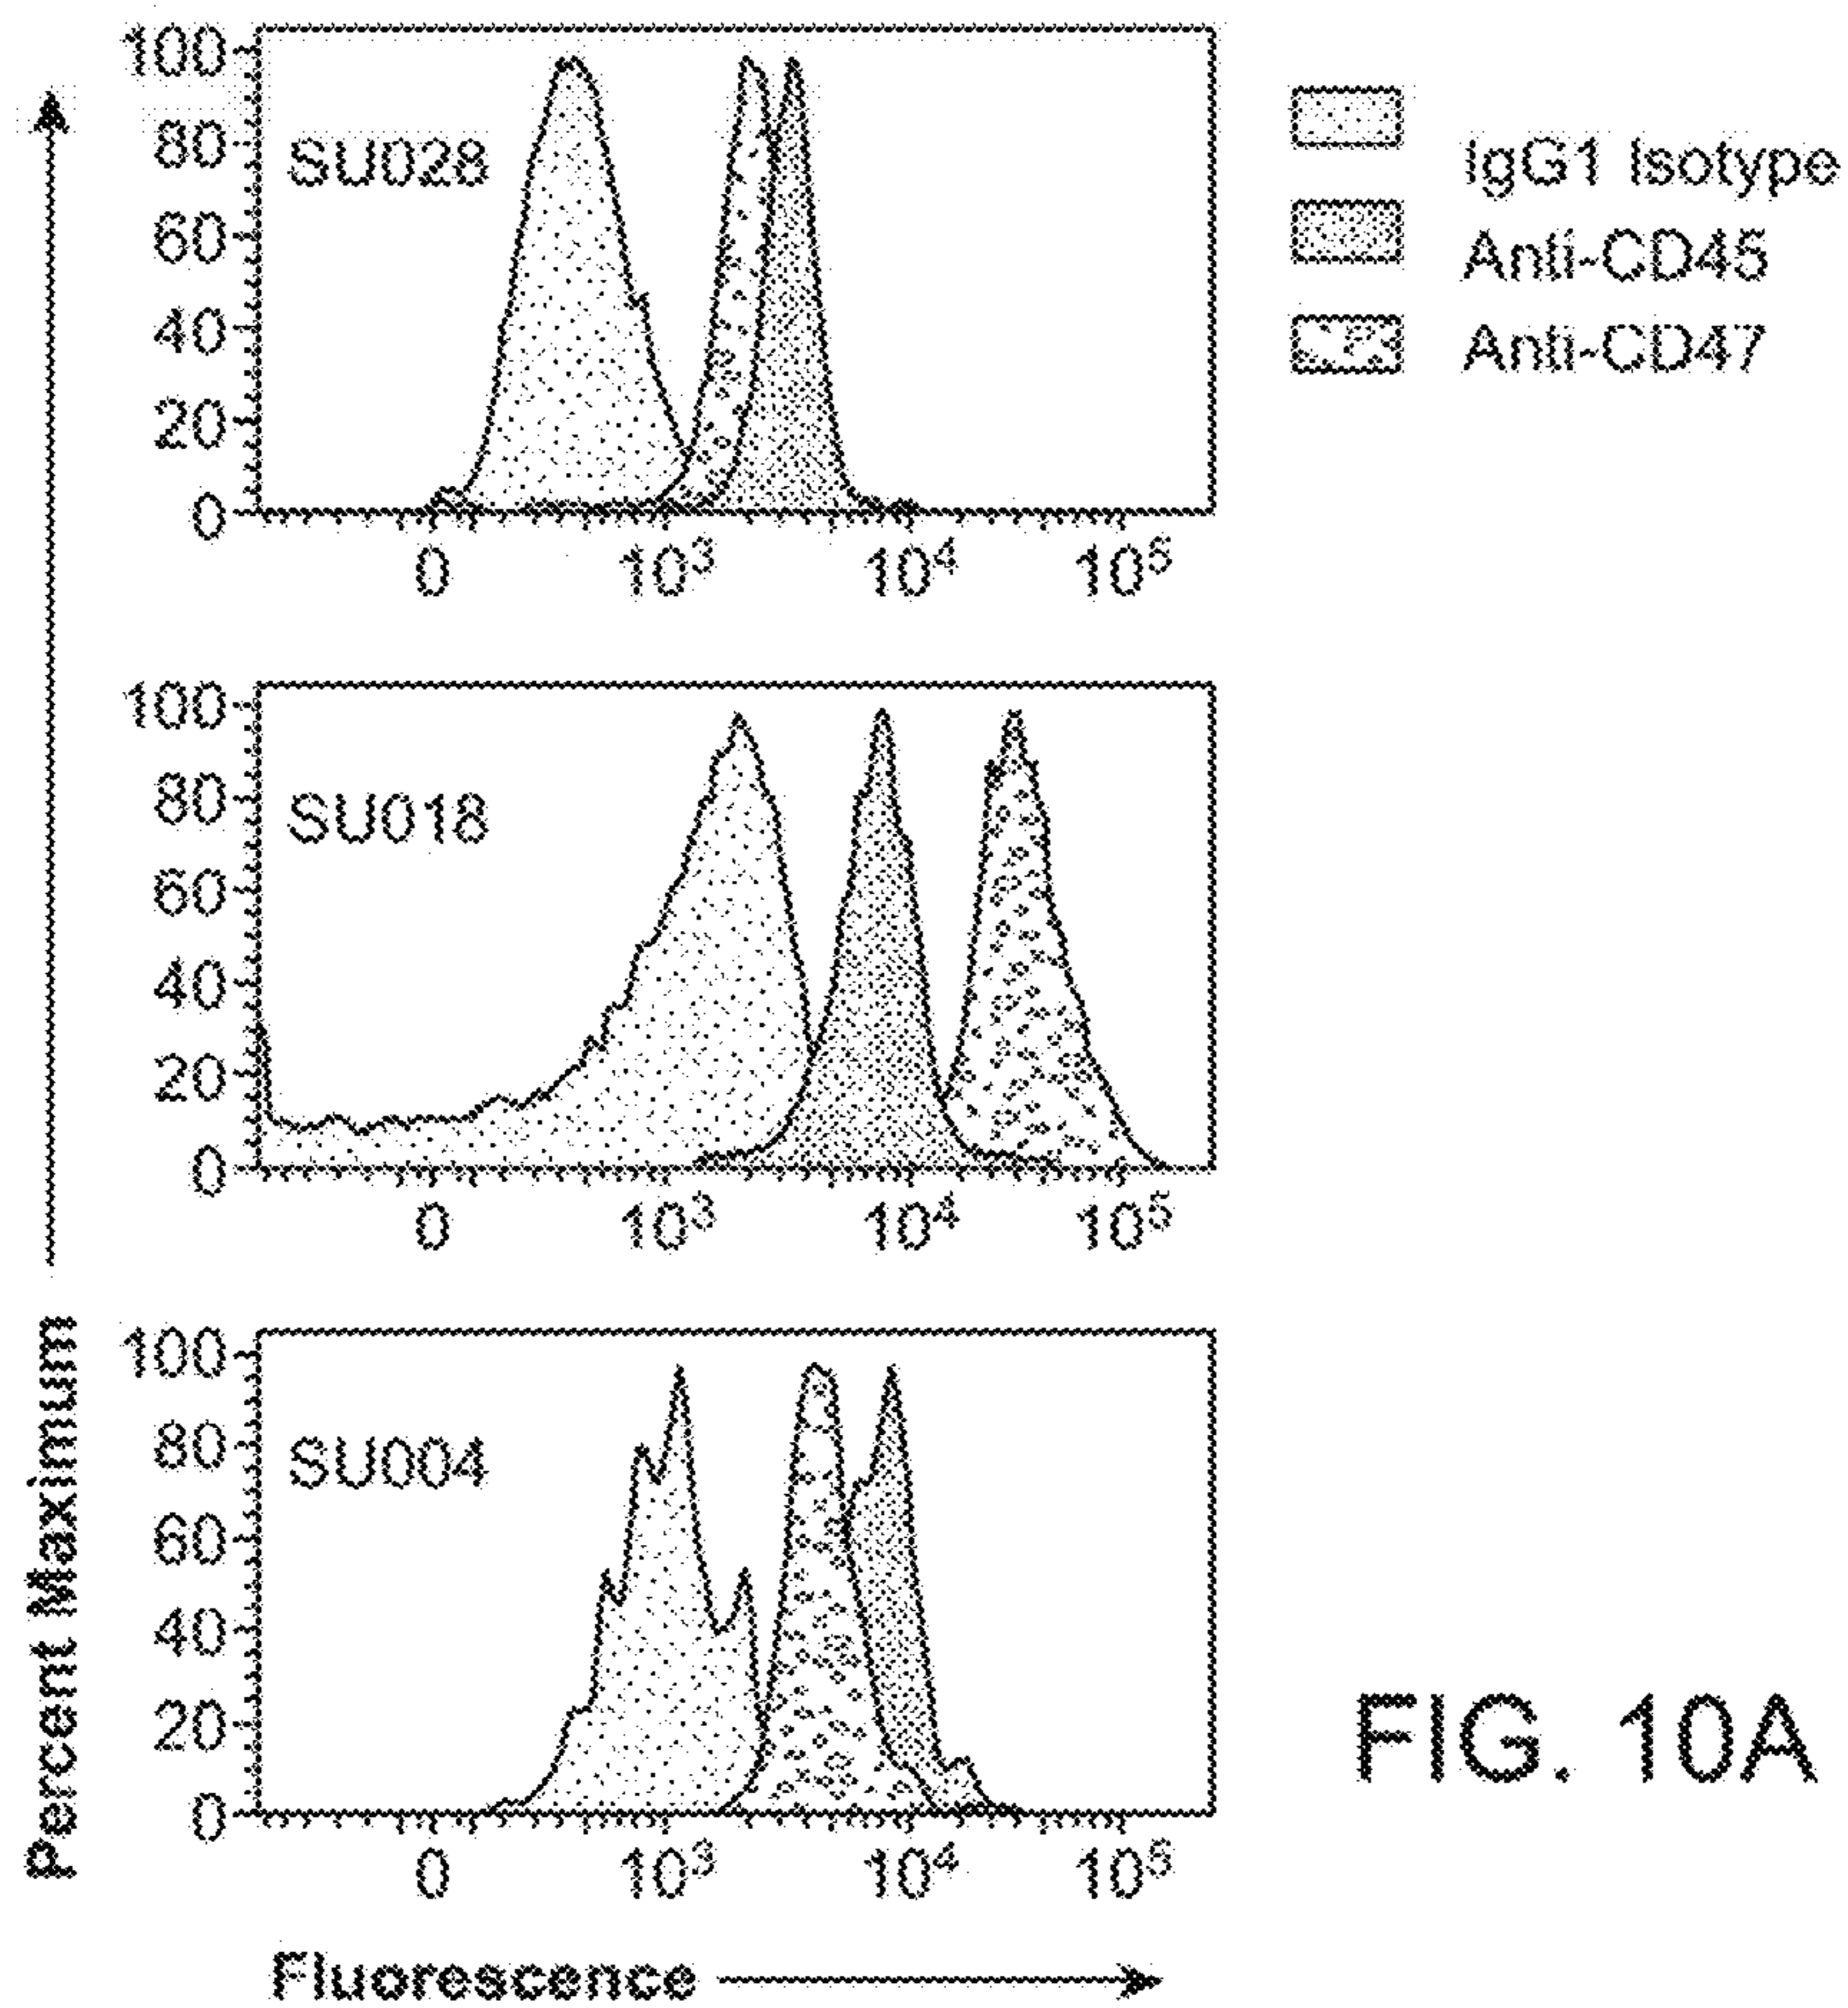 100
80
60
40
20
0
SU028
0 10³ 10⁴ 10⁵
IgG1 Isotype
Anti-CD45
Anti-CD47
100
80
60
40
20
0
SU018
0 10³ 10⁴ 10⁵
100
80
60
40
20
0
SU004
0 10³ 10⁴ 10⁵
Percent Maximum
Fluorescence
FIG. 10A